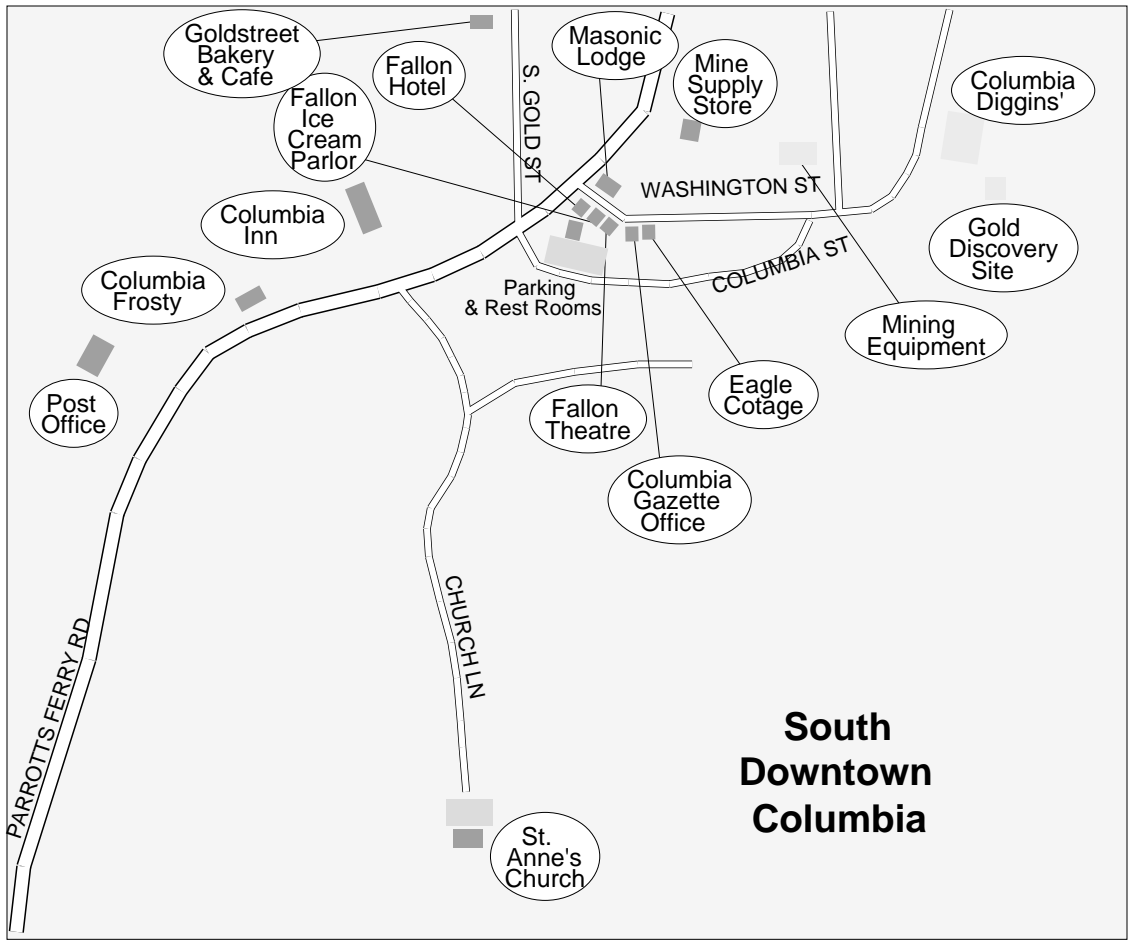 Goldstreet
Bakery
& Cafe
Fallon
Hotel
Masonic
Lodge
Mine
Supply
Store
Columbia
Diggins'
Fallon
Ice
Cream
Parlor
S. GOLD ST
WASHINGTON ST
Columbia
Inn
Gold
Discovery
Site
COLUMBIA ST
Columbia
Frosty
Parking
& Rest Rooms
Mining
Equipment
Post
Office
Fallon
Theatre
Eagle
Cotage
Columbia
Gazette
Office
CHURCH LN
PARROTTS FERRY RD
South
Downtown
Columbia
St.
Anne's
Church